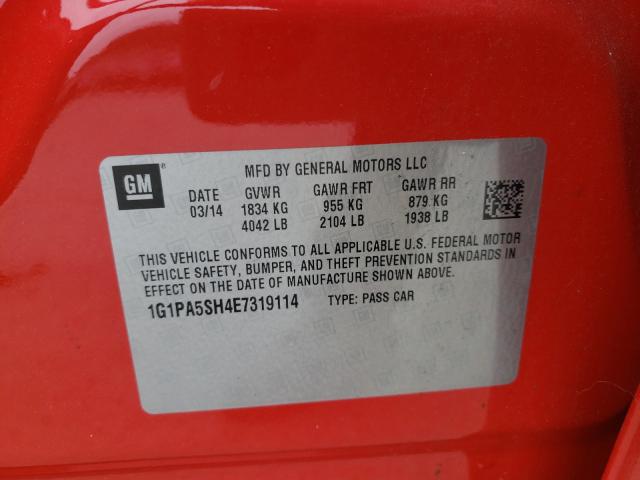 MFD BY GENERAL MOTORS LLC
GM ®
DATE GVWR GAWR FRT GAWR RR
03/14 1834 KG 955 KG 879 KG
4042 LB 2104 LB 1938 LB
THIS VEHICLE CONFORMS TO ALL APPLICABLE U.S. FEDERAL MOTOR
VEHICLE SAFETY, BUMPER, AND THEFT PREVENTION STANDARDS IN
EFFECT ON THE DATE OF MANUFACTURE SHOWN ABOVE.
1G1PA5SH4E7319114 TYPE: PASS CAR